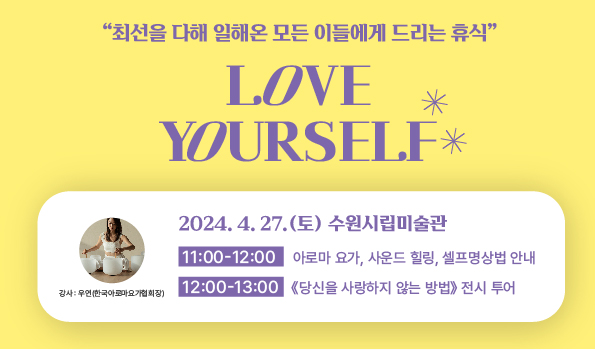 “최선을 다해 일해온 모든 이들에게 드리는 휴식”
LOVE
YOURSELF
2024. 4. 27.(토) 수원시립미술관
11:00-12:00 아로마 요가, 사운드 힐링, 셀프명상법 안내
12:00-13:00 《당신을 사랑하지 않는 방법》 전시 투어
강사 : 우연(한국아로마요가협회장)